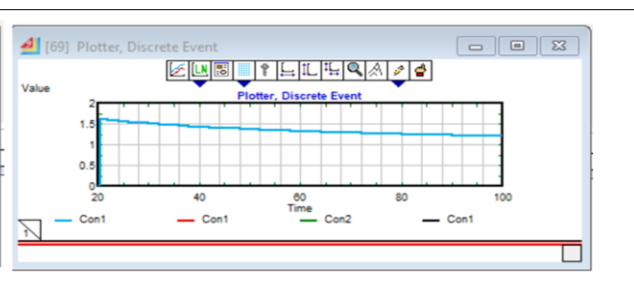 [69] Plotter, Discrete Event
LN
Value
Plotter, Discrete Event
2
1.5
1
0.5
0
20 40 60 80 100
Time
Con1 Con1 Con2 Con1
1